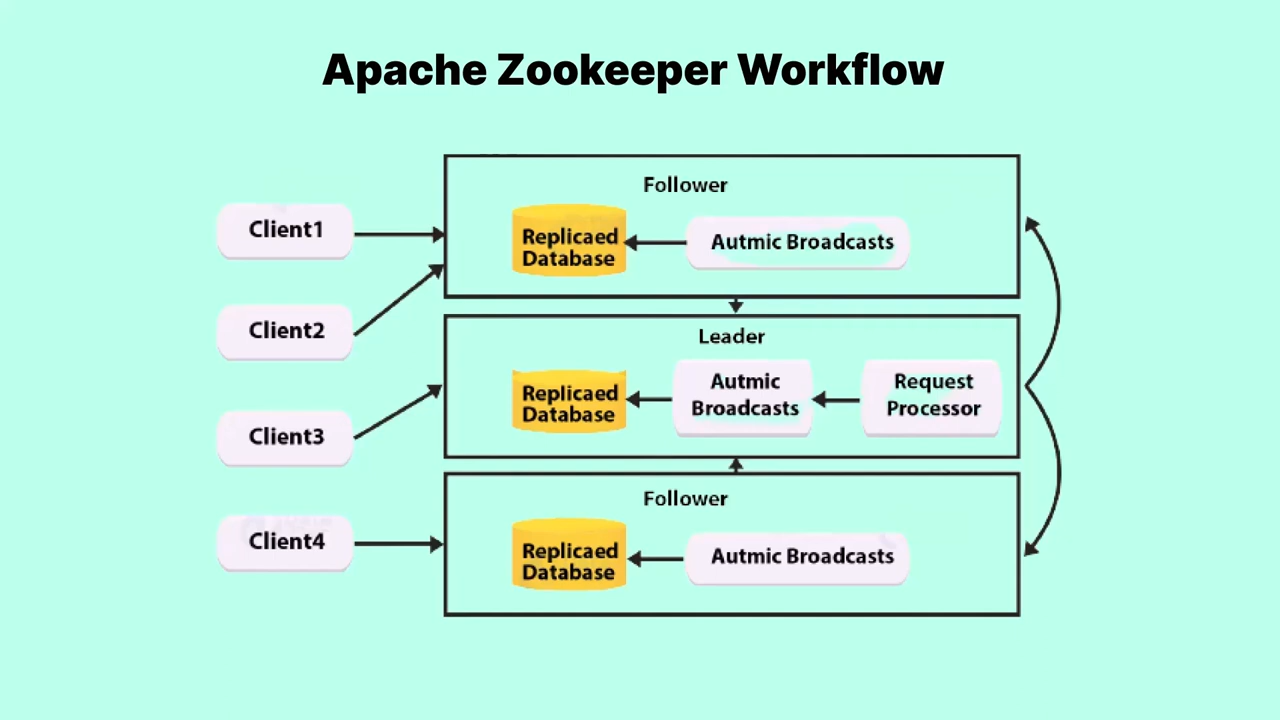 Apache Zookeeper Workflow
Follower
Client1
Replicaed
Database
Autmic Broadcasts
Client2
Leader
Replicaed
Database
Autmic
Broadcasts
Request
Processor
Client3
Follower
Client4
Replicaed
Database
Autmic Broadcasts